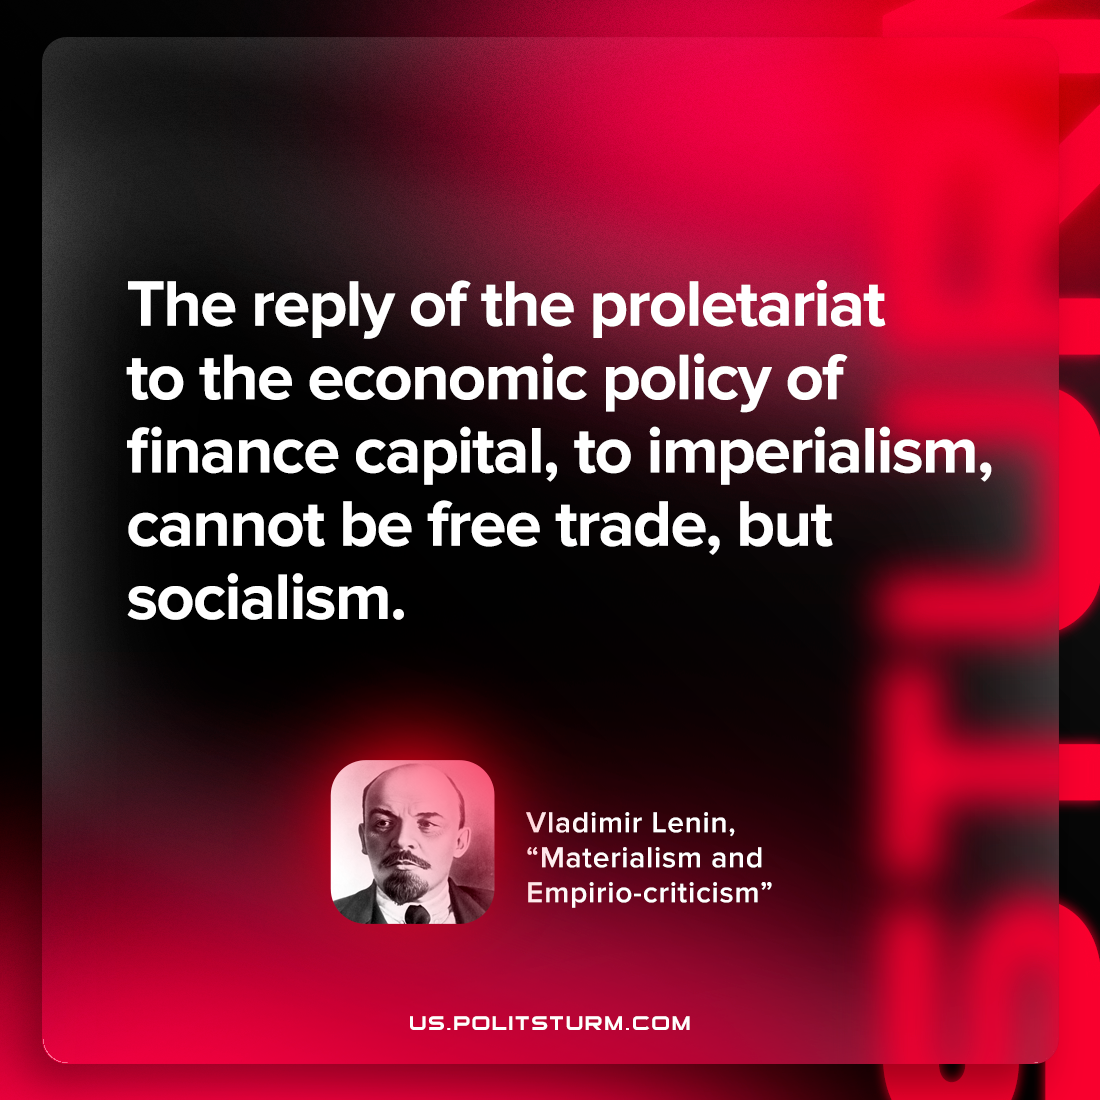 The reply of the proletariat
to the economic policy of
finance capital, to imperialism,
cannot be free trade, but
socialism.
Vladimir Lenin,
“Materialism and
Empirio-criticism”
US.POLITSTURM.COM